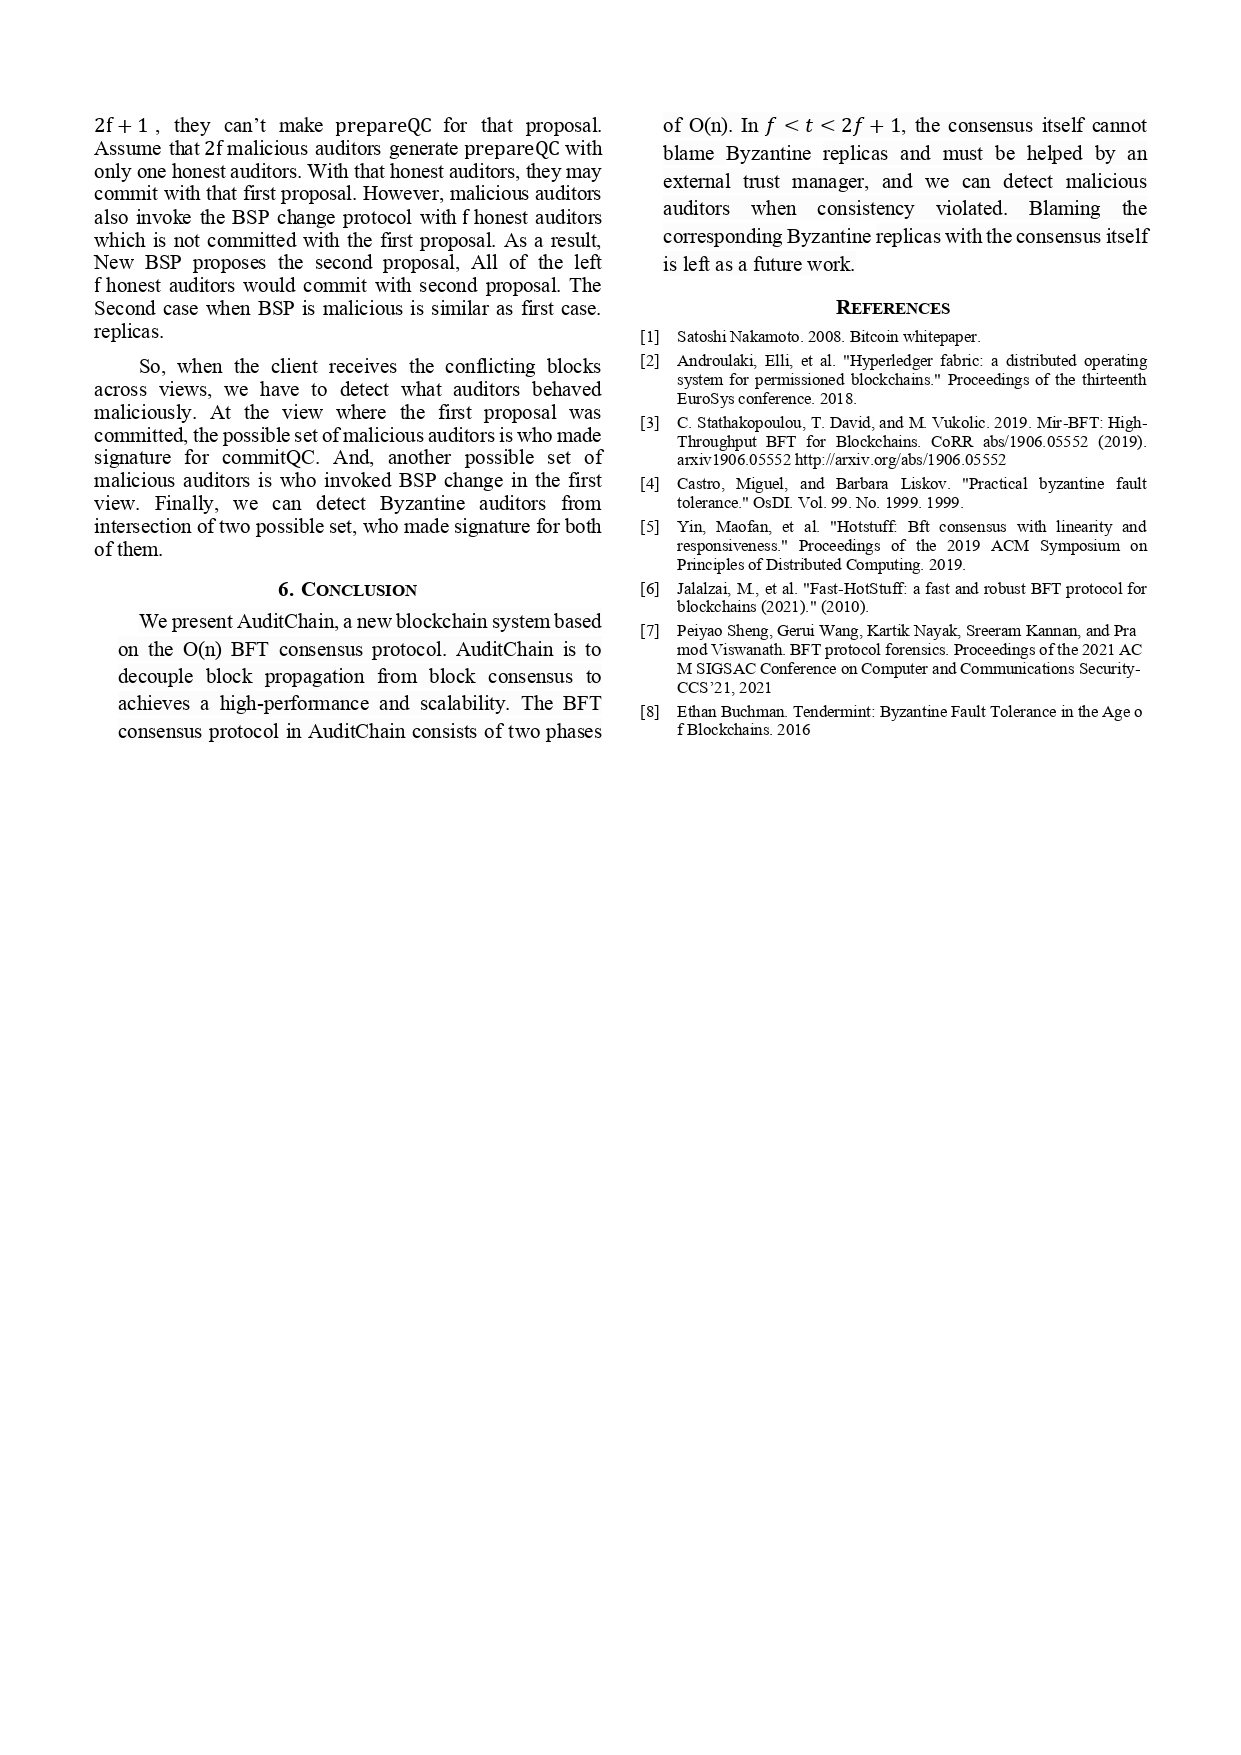 2f + 1 , they can’t make prepareQC for that proposal.
Assume that 2f malicious auditors generate prepareQC with
only one honest auditors. With that honest auditors, they may
commit with that first proposal. However, malicious auditors
also invoke the BSP change protocol with f honest auditors
which is not committed with the first proposal. As a result,
New BSP proposes the second proposal, All of the left
f honest auditors would commit with second proposal. The
Second case when BSP is malicious is similar as first case.
replicas.
So, when the client receives the conflicting blocks
across views, we have to detect what auditors behaved
maliciously. At the view where the first proposal was
committed, the possible set of malicious auditors is who made
signature for commitQC. And, another possible set of
malicious auditors is who invoked BSP change in the first
view. Finally, we can detect Byzantine auditors from
intersection of two possible set, who made signature for both
of them.
6. CONCLUSION
We present AuditChain, a new blockchain system based
on the O(n) BFT consensus protocol. AuditChain is to
decouple block propagation from block consensus to
achieves a high-performance and scalability. The BFT
consensus protocol in AuditChain consists of two phases
of O(n). In f < t < 2f + 1, the consensus itself cannot
blame Byzantine replicas and must be helped by an
external trust manager, and we can detect malicious
auditors when consistency violated. Blaming the
corresponding Byzantine replicas with the consensus itself
is left as a future work.
REFERENCES
[1] Satoshi Nakamoto. 2008. Bitcoin whitepaper.
[2] Androulaki, Elli, et al. "Hyperledger fabric: a distributed operating
system for permissioned blockchains." Proceedings of the thirteenth
EuroSys conference. 2018.
[3] C. Stathakopoulou, T. David, and M. Vukolic. 2019. Mir-BFT: High-
Throughput BFT for Blockchains. CoRR abs/1906.05552 (2019).
arxiv1906.05552 http://arxiv.org/abs/1906.05552
[4] Castro, Miguel, and Barbara Liskov. "Practical byzantine fault
tolerance." OsDI. Vol. 99. No. 1999. 1999.
[5] Yin, Maofan, et al. "Hotstuff: Bft consensus with linearity and
responsiveness." Proceedings of the 2019 ACM Symposium on
Principles of Distributed Computing. 2019.
[6] Jalalzai, M., et al. "Fast-HotStuff: a fast and robust BFT protocol for
blockchains (2021)." (2010).
[7] Peiyao Sheng, Gerui Wang, Kartik Nayak, Sreeram Kannan, and Pra
mod Viswanath. BFT protocol forensics. Proceedings of the 2021 AC
M SIGSAC Conference on Computer and Communications Security-
CCS’21, 2021
[8] Ethan Buchman. Tendermint: Byzantine Fault Tolerance in the Age o
f Blockchains. 2016